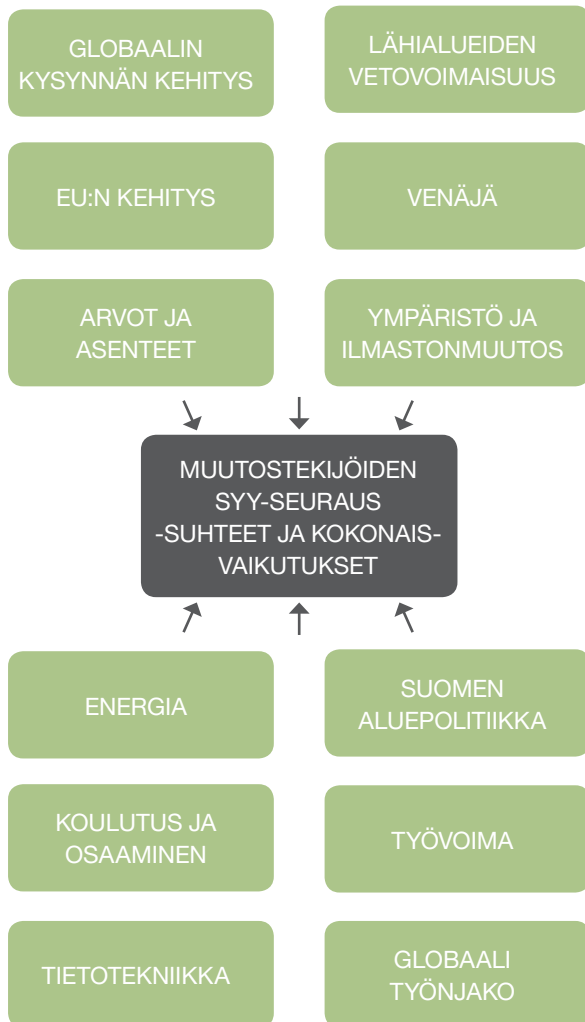 GLOBAALIN
KYSYNNÄN KEHITYS
LÄHIALUEIDEN
VETOVOIMAISUUS
EU:N KEHITYS
VENÄJÄ
ARVOT JA
ASENTEET
YMPÄRISTÖ JA
ILMASTONMUUTOS
MUUTOSTEKIJÖIDEN
SYY-SEURAUS
-SUHTEET JA KOKONAIS-
VAIKUTUKSET
ENERGIA
SUOMEN
ALUEPOLITIIKKA
KOULUTUS JA
OSAAMINEN
TYÖVOIMA
TIETOTEKNIIKKA
GLOBAALI
TYÖNJAKO